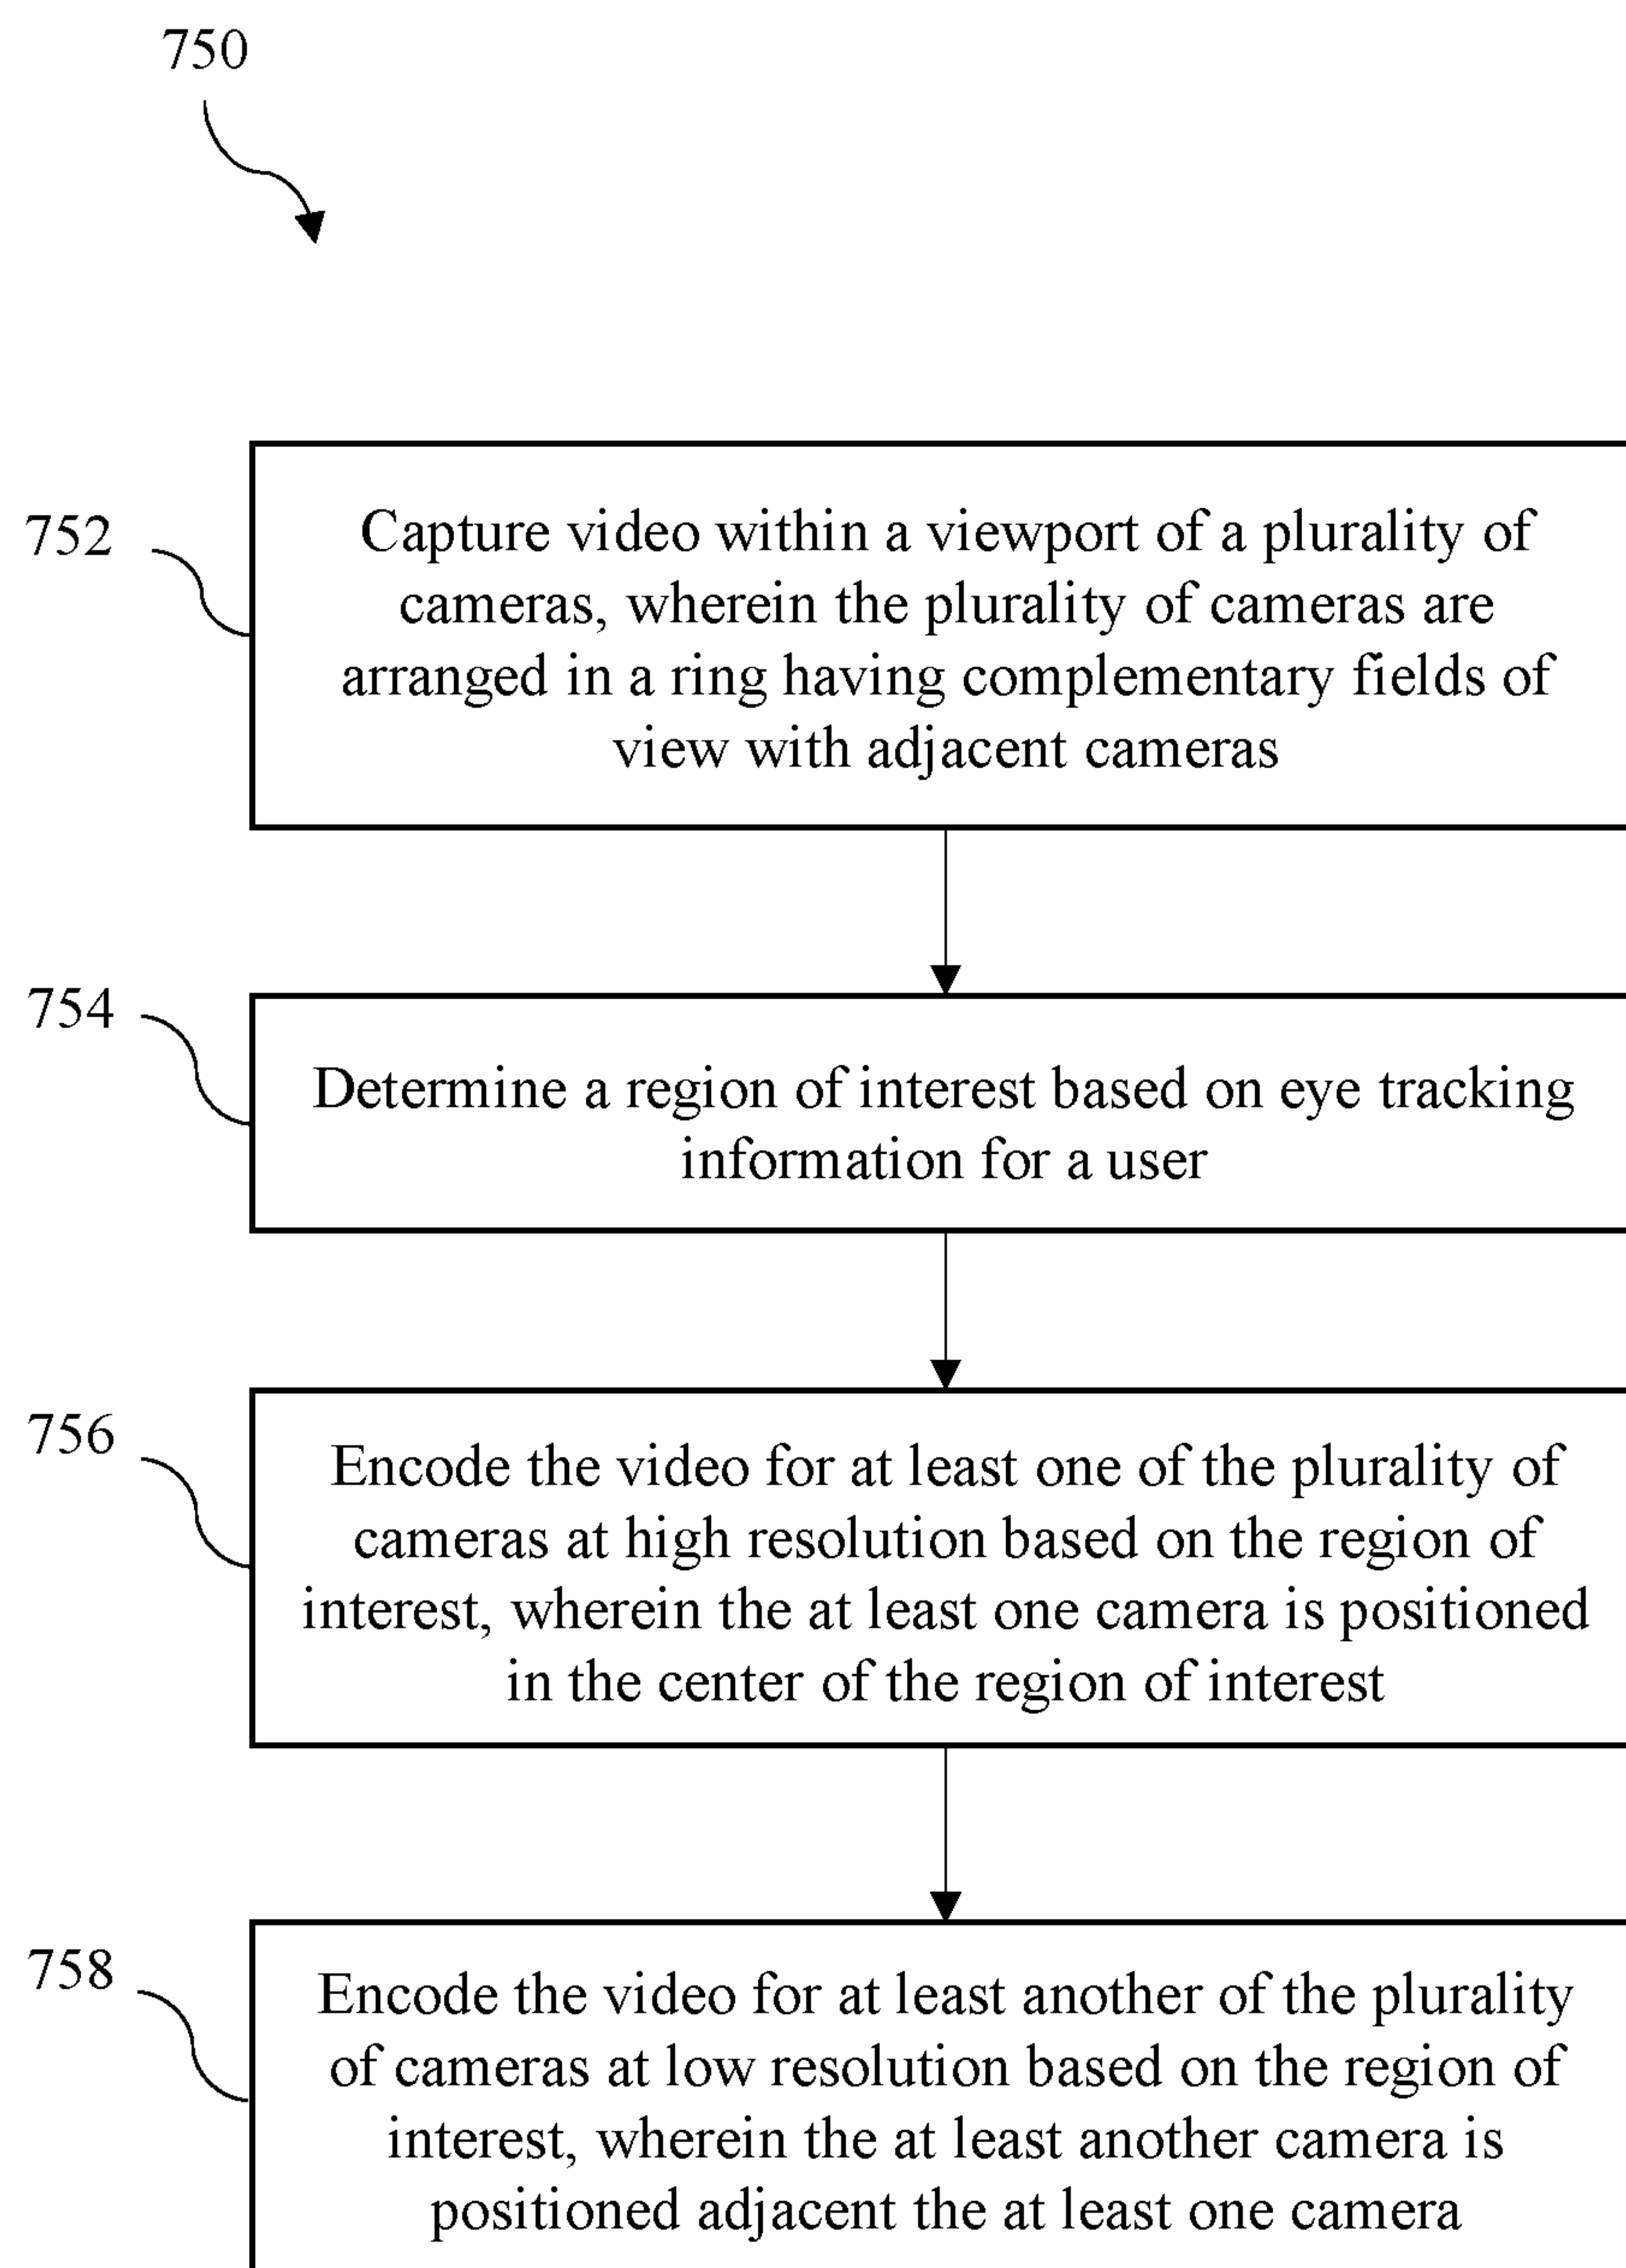 750
752
Capture video within a viewport of a plurality of
cameras, wherein the plurality of cameras are
arranged in a ring having complementary fields of
view with adjacent cameras
754
Determine a region of interest based on eye tracking
information for a user
756
Encode the video for at least one of the plurality of
cameras at high resolution based on the region of
interest, wherein the at least one camera is positioned
in the center of the region of interest
758
Encode the video for at least another of the plurality
of cameras at low resolution based on the region of
interest, wherein the at least another camera is
positioned adjacent the at least one camera